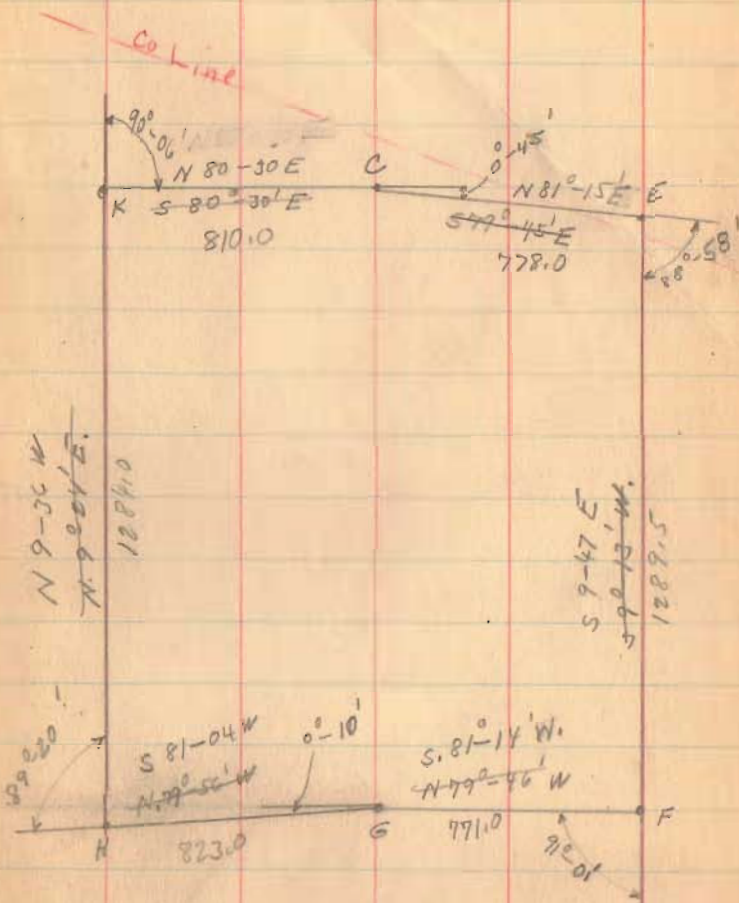 Co Line
90°-06'
N 80-30 E
S 80°-30' E
810.0
K
C
0°-45'
N 81°-15' E
S 79°-45' E
778.0
E
88°-58'
N 9-36 W
N. 9°04' E.
1284.0
S 9-47 E
S 9°-13' W.
1289.5
89°20'
S 81-04 W
N. 79°-56' W
823.0
0°-10'
S. 81°-14' W.
N 79°-46' W
771.0
H
G
F
91°-01'